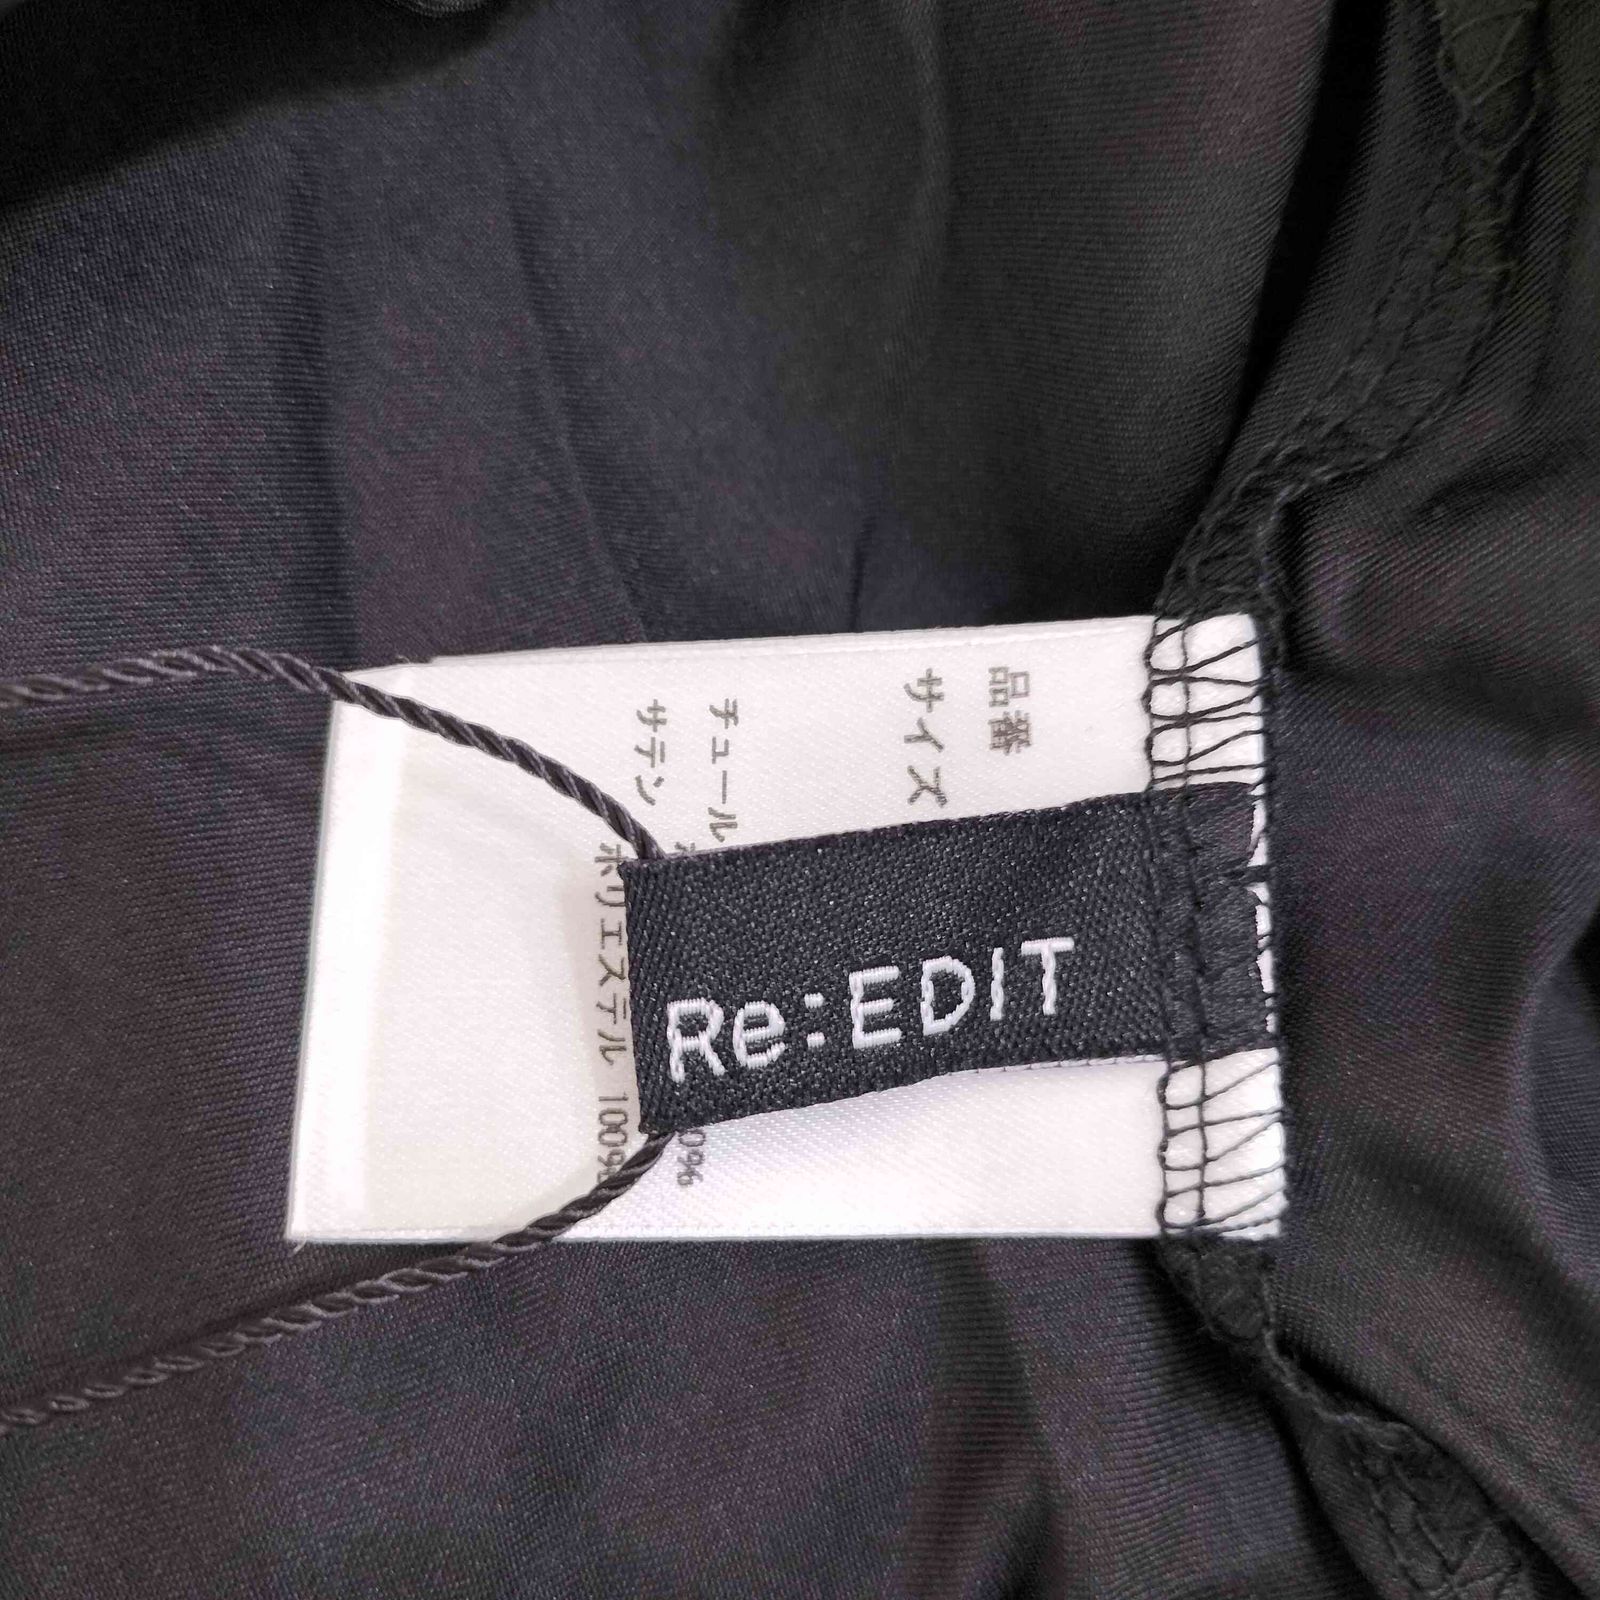 Re:EDIT
品番
サイズ
チュール
サテン
ポリエステル 100%